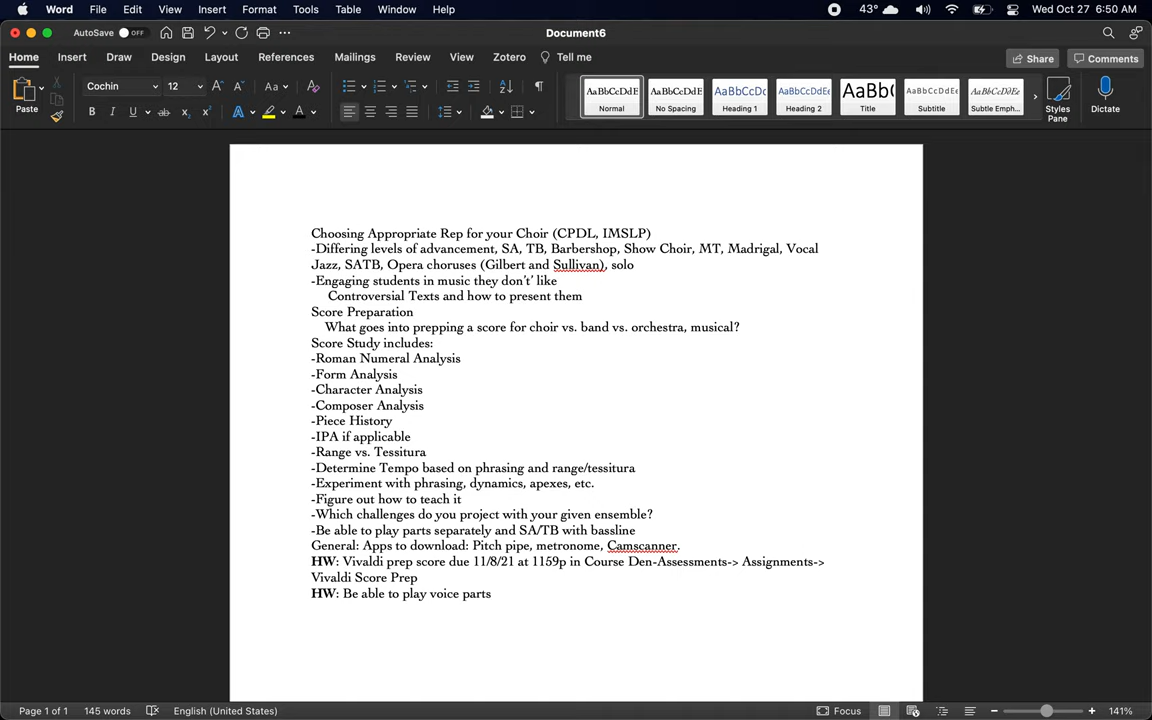 Word File Edit View Insert Format Tools Table Window Help 43° Wed Oct 27 6:50 AM
AutoSave OFF Document6
Home Insert Draw Design Layout References Mailings Review View Zotero Tell me Share Comments
Paste Cochin 12 Aa AaBbCcDdE Normal AaBbCcDdE No Spacing AaBbCcDc Heading 1 AaBbCcDdEe Heading 2 AaBb( Title AaBbCcDdEe Subtitle AaBbCcDdEe Subtle Emph... Styles Pane Dictate
Choosing Appropriate Rep for your Choir (CPDL, IMSLP)
-Differing levels of advancement, SA, TB, Barbershop, Show Choir, MT, Madrigal, Vocal
Jazz, SATB, Opera choruses (Gilbert and Sullivan), solo
-Engaging students in music they don't' like
Controversial Texts and how to present them
Score Preparation
What goes into prepping a score for choir vs. band vs. orchestra, musical?
Score Study includes:
-Roman Numeral Analysis
-Form Analysis
-Character Analysis
-Composer Analysis
-Piece History
-IPA if applicable
-Range vs. Tessitura
-Determine Tempo based on phrasing and range/tessitura
-Experiment with phrasing, dynamics, apexes, etc.
-Figure out how to teach it
-Which challenges do you project with your given ensemble?
-Be able to play parts separately and SA/TB with bassline
General: Apps to download: Pitch pipe, metronome, Camscanner.
HW: Vivaldi prep score due 11/8/21 at 1159p in Course Den-Assessments-> Assignments->
Vivaldi Score Prep
HW: Be able to play voice parts
Page 1 of 1 145 words English (United States) Focus 141%